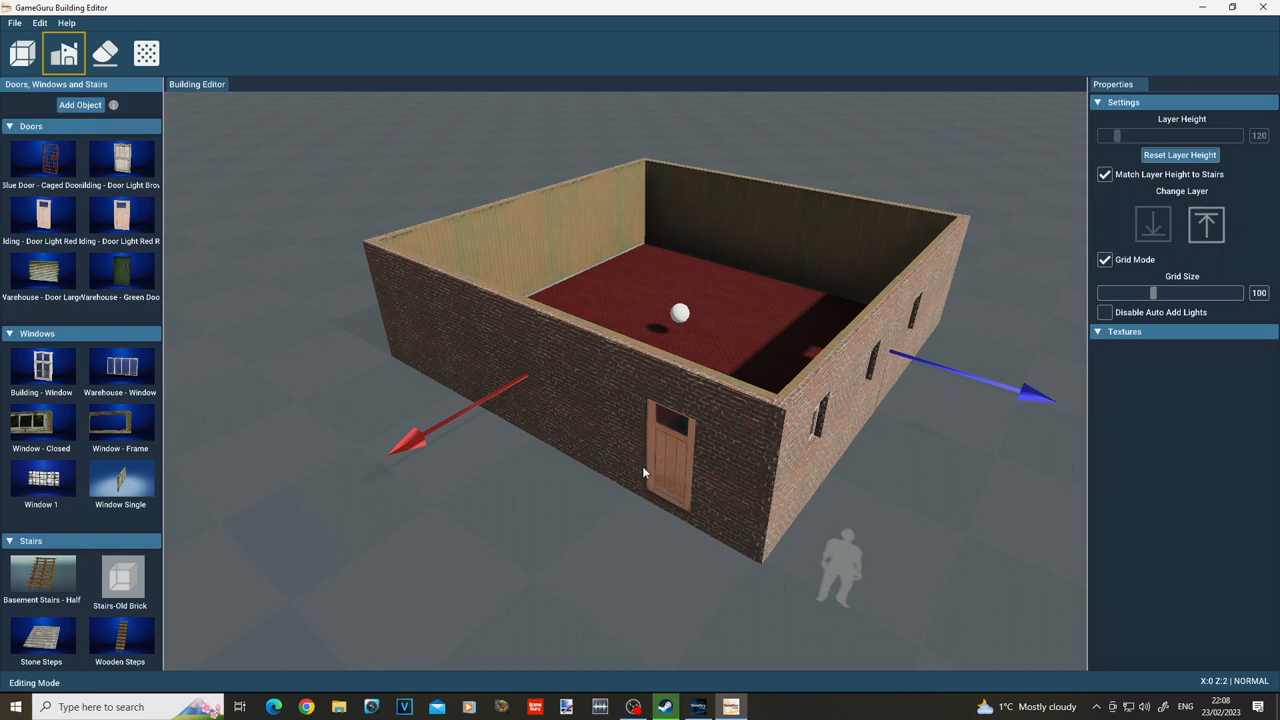 GameGuru Building Editor
File Edit Help
Doors, Windows and Stairs
Building Editor
Properties
Add Object
Settings
Layer Height
120
Reset Layer Height
Match Layer Height to Stairs
Change Layer
Grid Mode
Grid Size
100
Disable Auto Add Lights
Textures
Doors
Blue Door - Caged Doo
lding - Door Light Brow
lding - Door Light Red
lding - Door Light Red R
Varehouse - Door Larg
Varehouse - Green Doo
Windows
Building - Window
Warehouse - Window
Window - Closed
Window - Frame
Window 1
Window Single
Stairs
Basement Stairs - Half
Stairs-Old Brick
Stone Steps
Wooden Steps
Editing Mode
X:0 Z:2 | NORMAL
Type here to search
1°C Mostly cloudy
ENG
22:08
23/02/2023